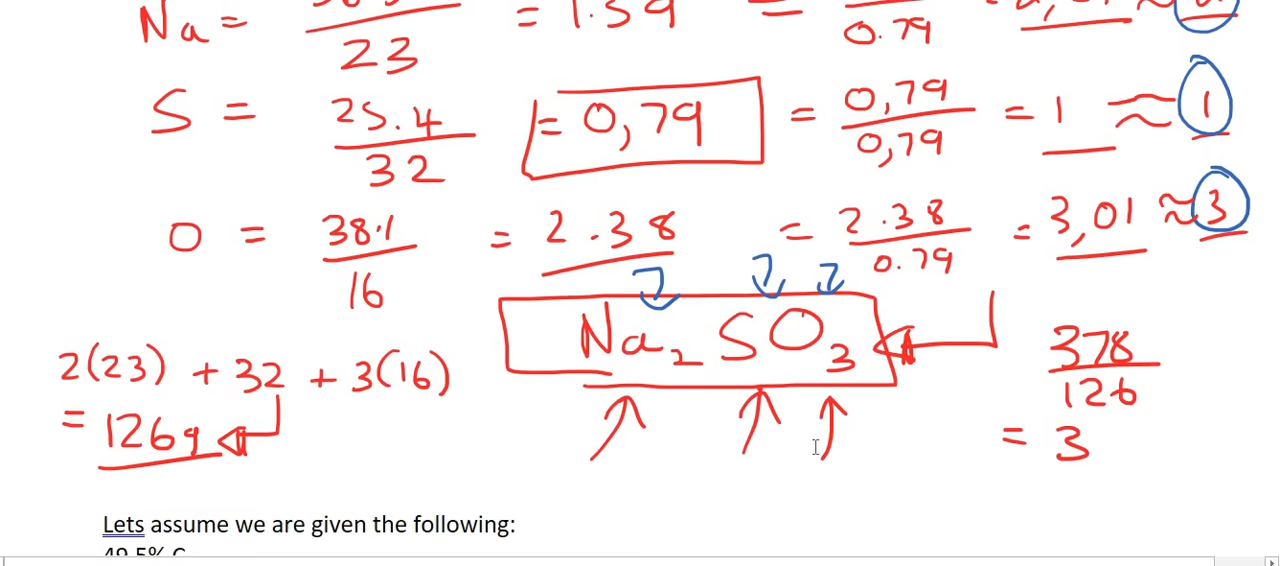 Na = 23 = 1.59 = 0.79
S = 25.4 / 32 = 0,79 = 0,79 / 0,79 = 1 ≈ 1
O = 38.1 / 16 = 2.38 = 2.38 / 0.79 = 3,01 ≈ 3
Na₂SO₃
2(23) + 32 + 3(16)
= 126g
378 / 126
= 3
Lets assume we are given the following: